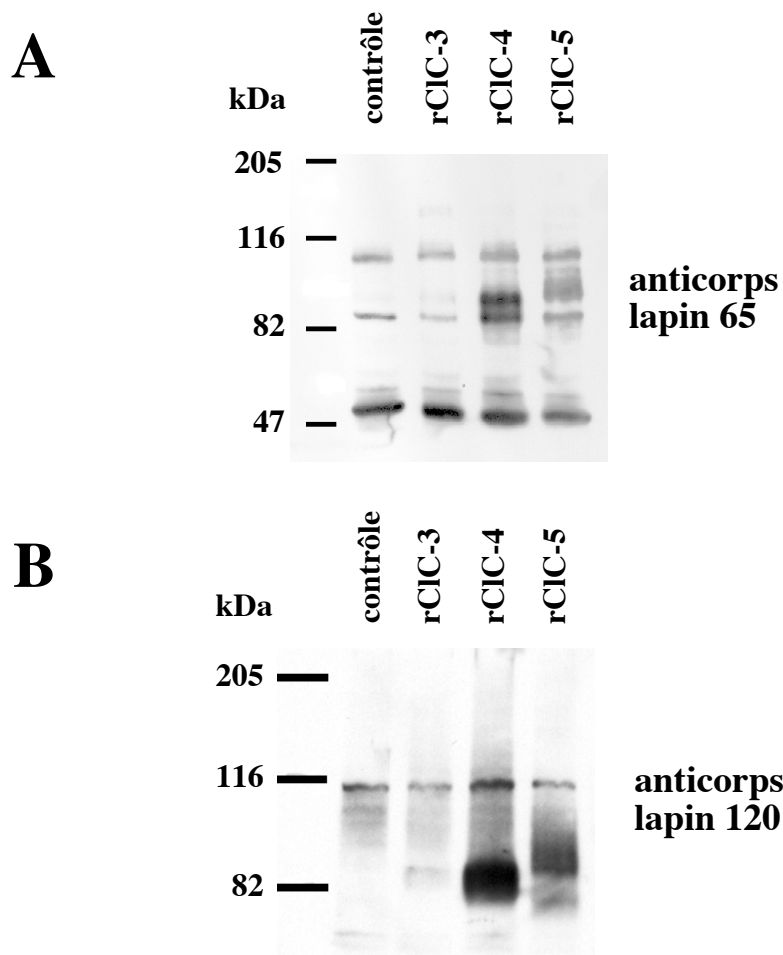 A
kDa
contrôle
rClC-3
rClC-4
rClC-5
205
116
82
47
anticorps
lapin 65
B
kDa
contrôle
rClC-3
rClC-4
rClC-5
205
116
82
anticorps
lapin 120